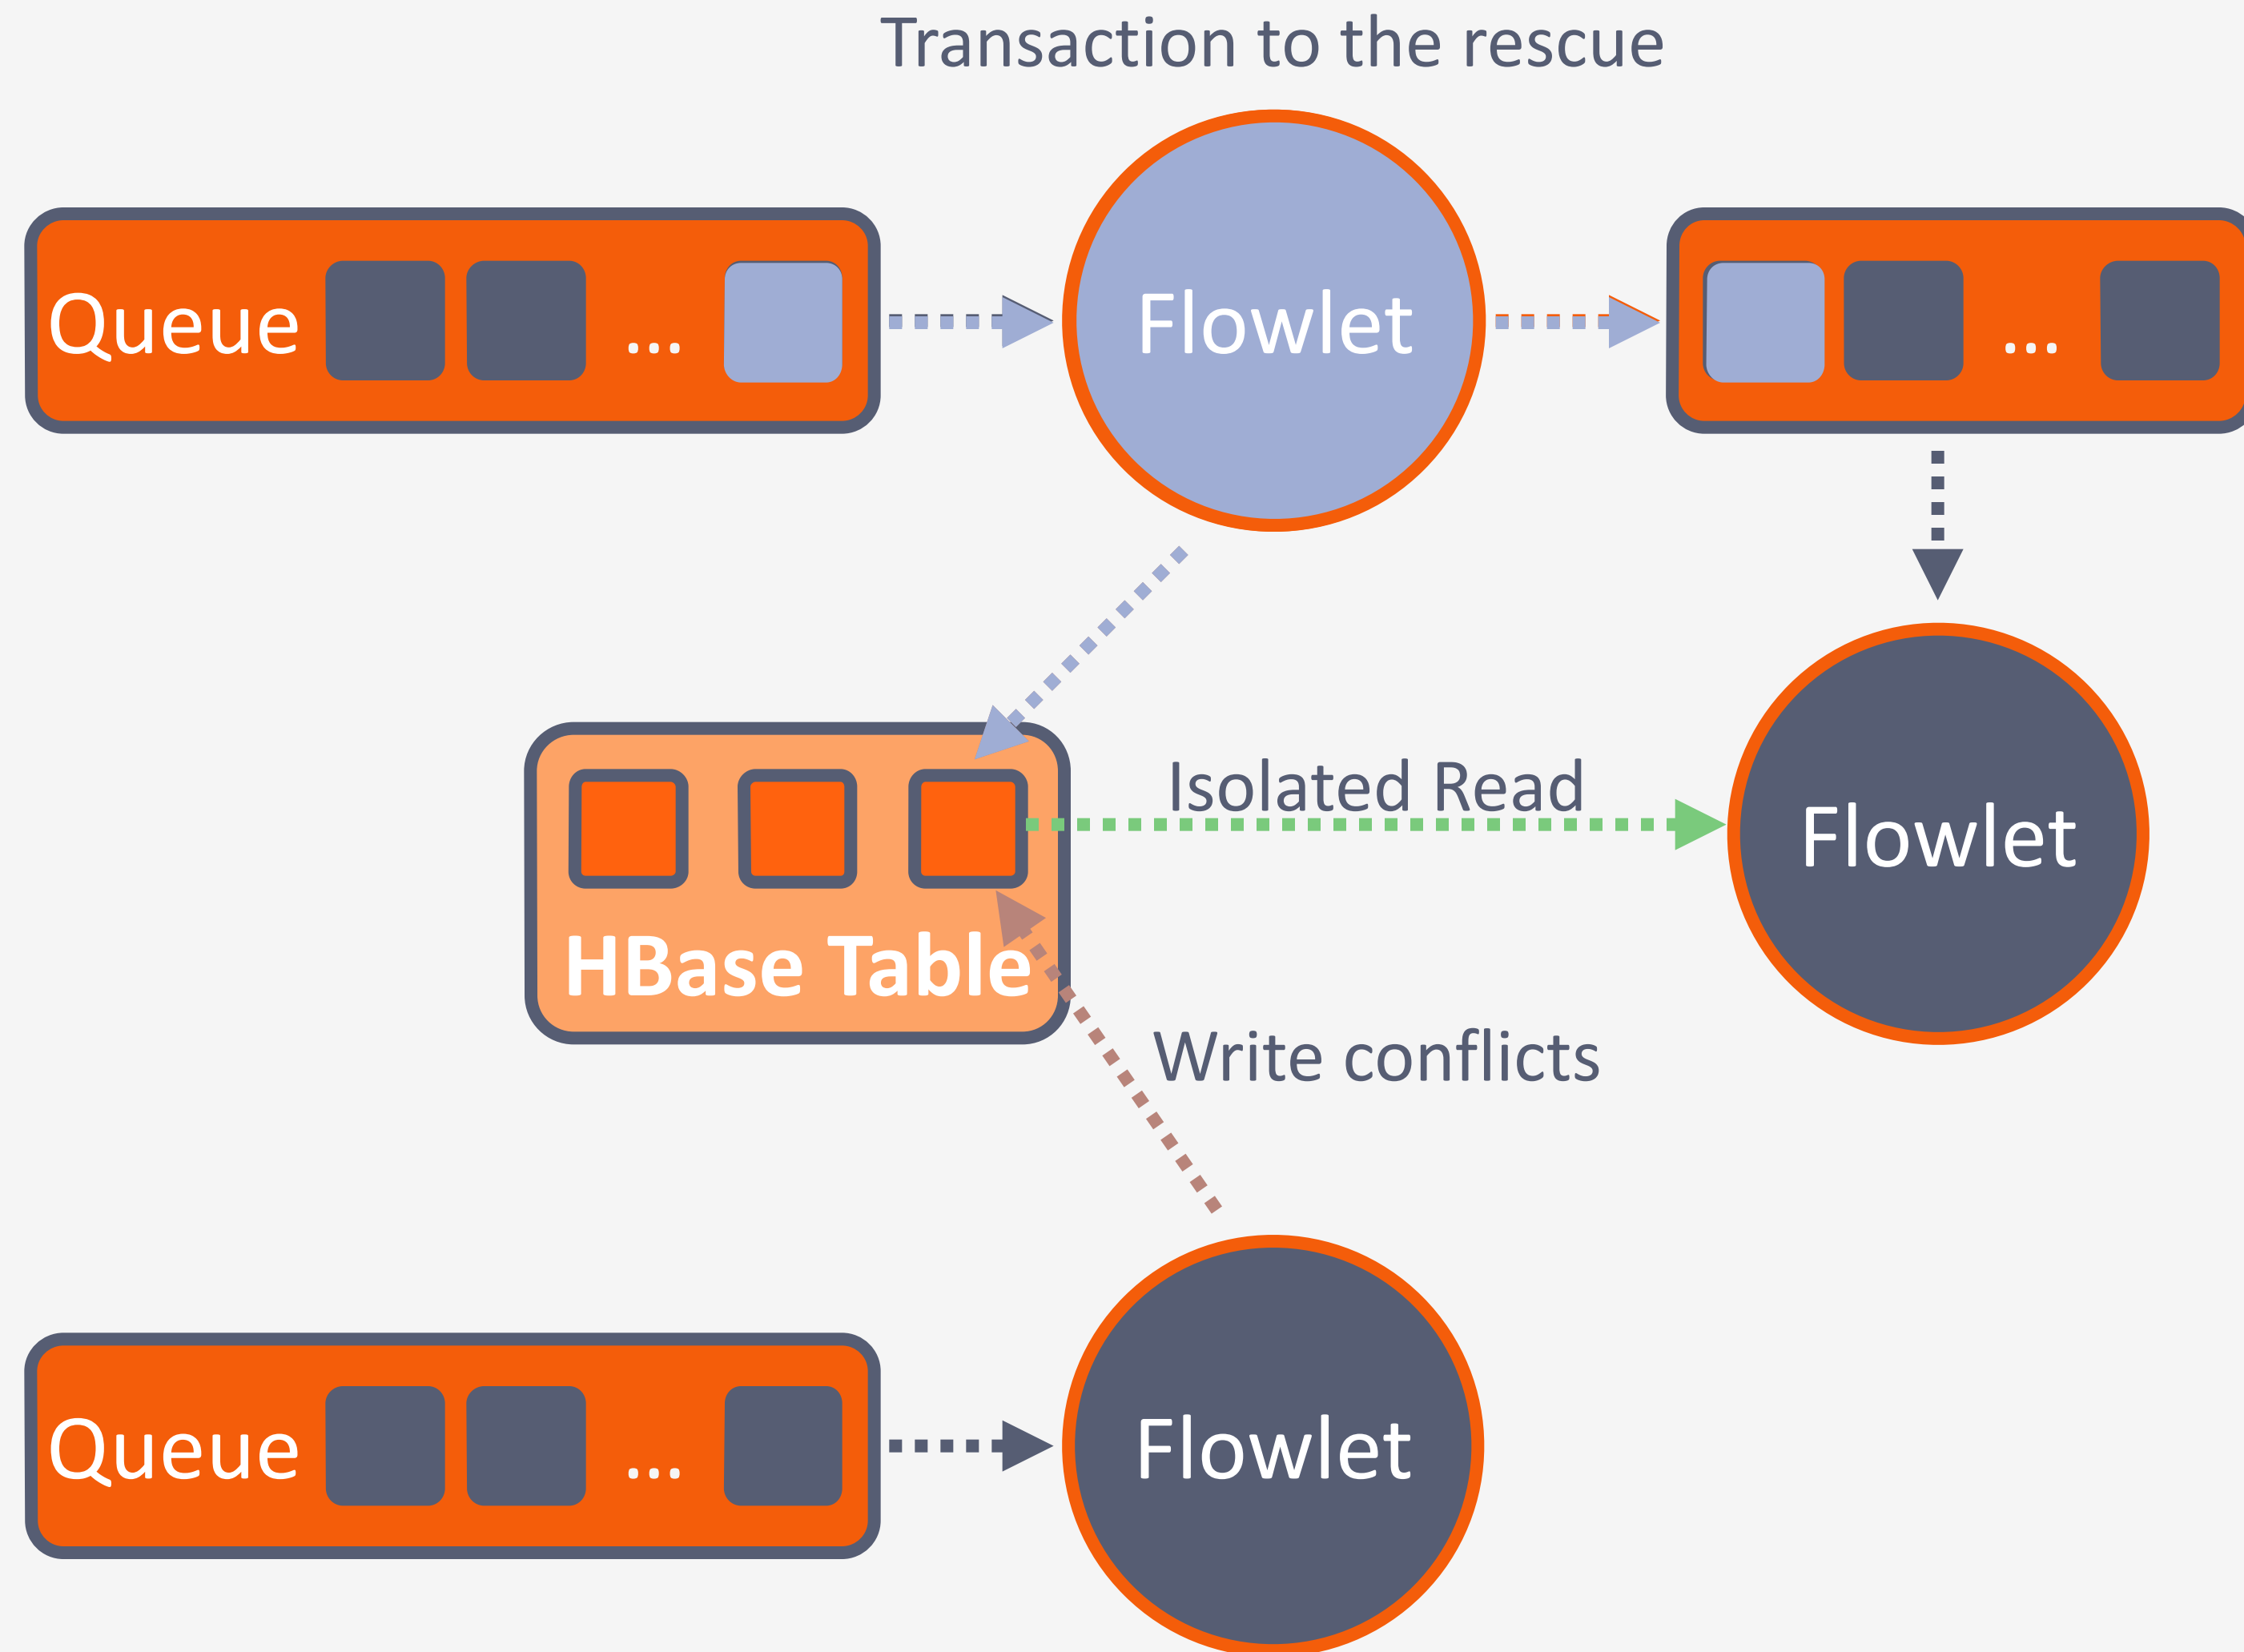 Transaction to the rescue
Queue
...
Flowlet
...
Isolated Read
Flowlet
HBase Table
Write conflicts
Queue
...
Flowlet